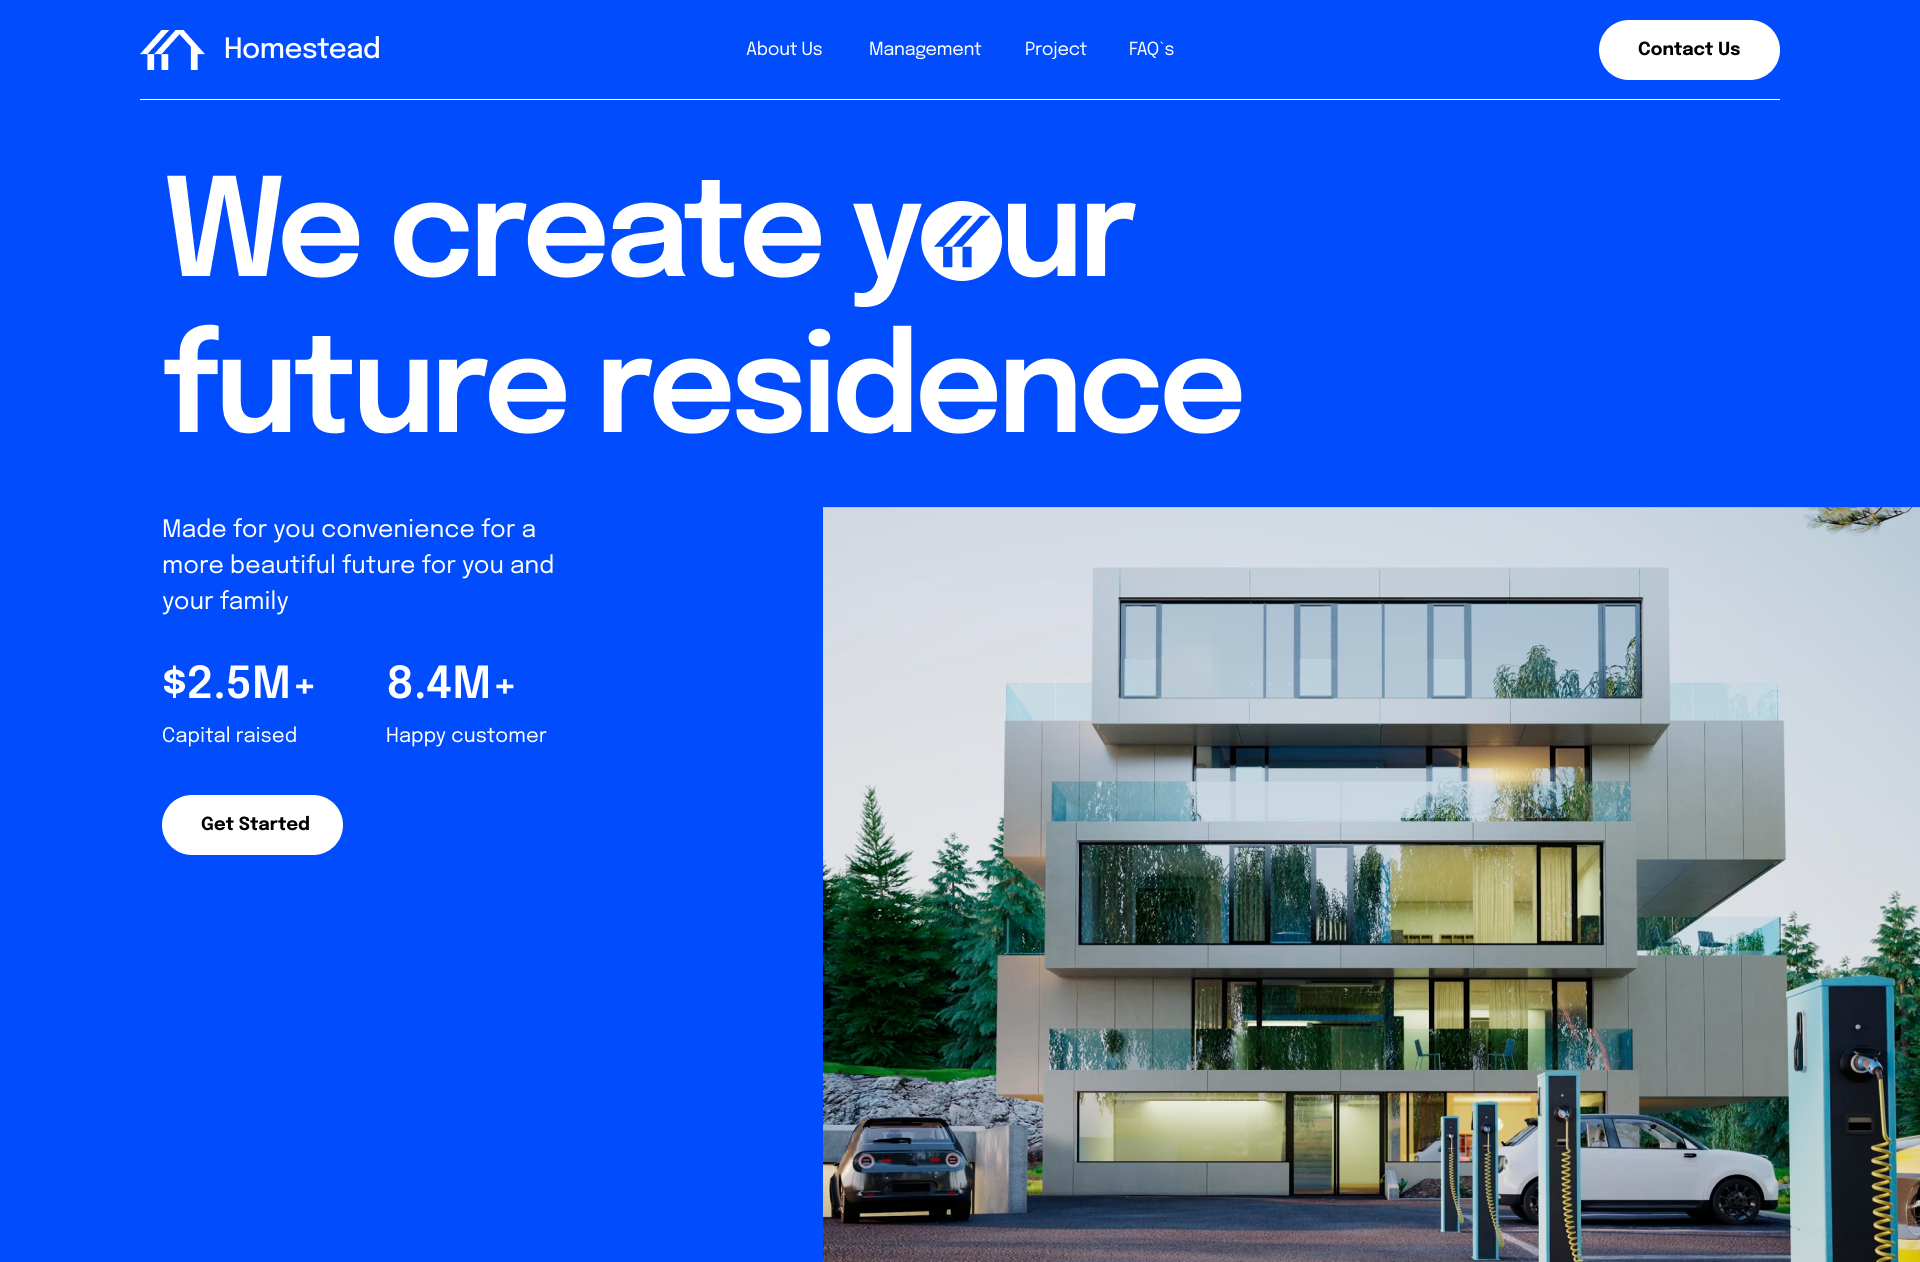 Homestead
About Us
Management
Project
FAQ`s
Contact Us
We create your
future residence
Made for you convenience for a
more beautiful future for you and
your family
$2.5M+
8.4M+
Capital raised
Happy customer
Get Started